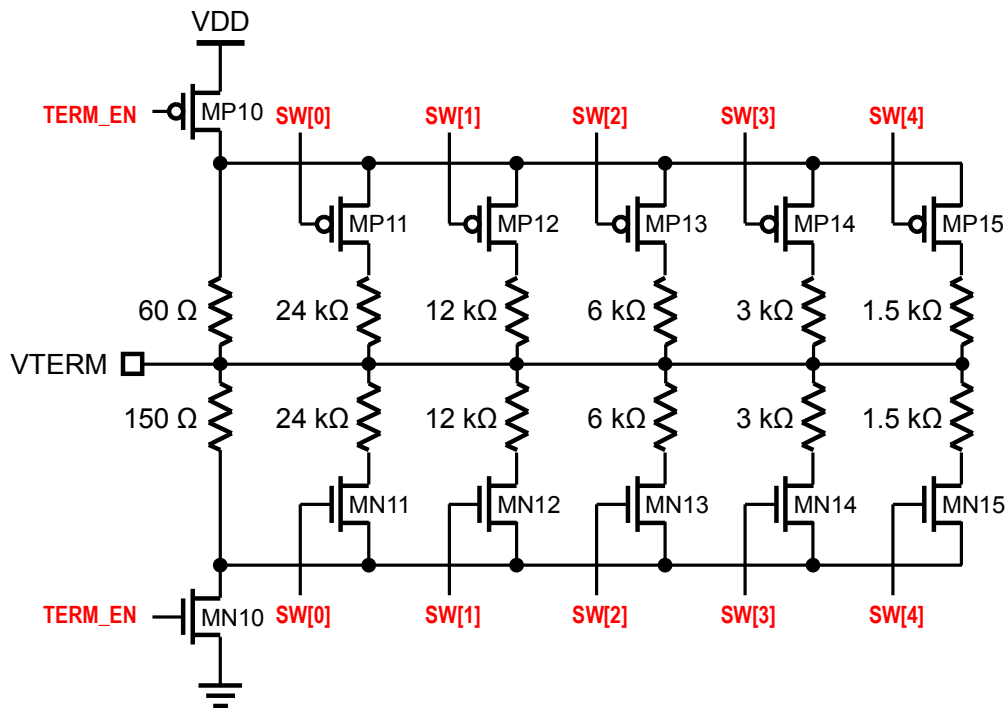 VDD
TERM_EN
MP10
SW[0]
SW[1]
SW[2]
SW[3]
SW[4]
MP11
MP12
MP13
MP14
MP15
60 Ω
24 kΩ
12 kΩ
6 kΩ
3 kΩ
1.5 kΩ
VTERM
150 Ω
24 kΩ
12 kΩ
6 kΩ
3 kΩ
1.5 kΩ
MN11
MN12
MN13
MN14
MN15
TERM_EN
MN10
SW[0]
SW[1]
SW[2]
SW[3]
SW[4]